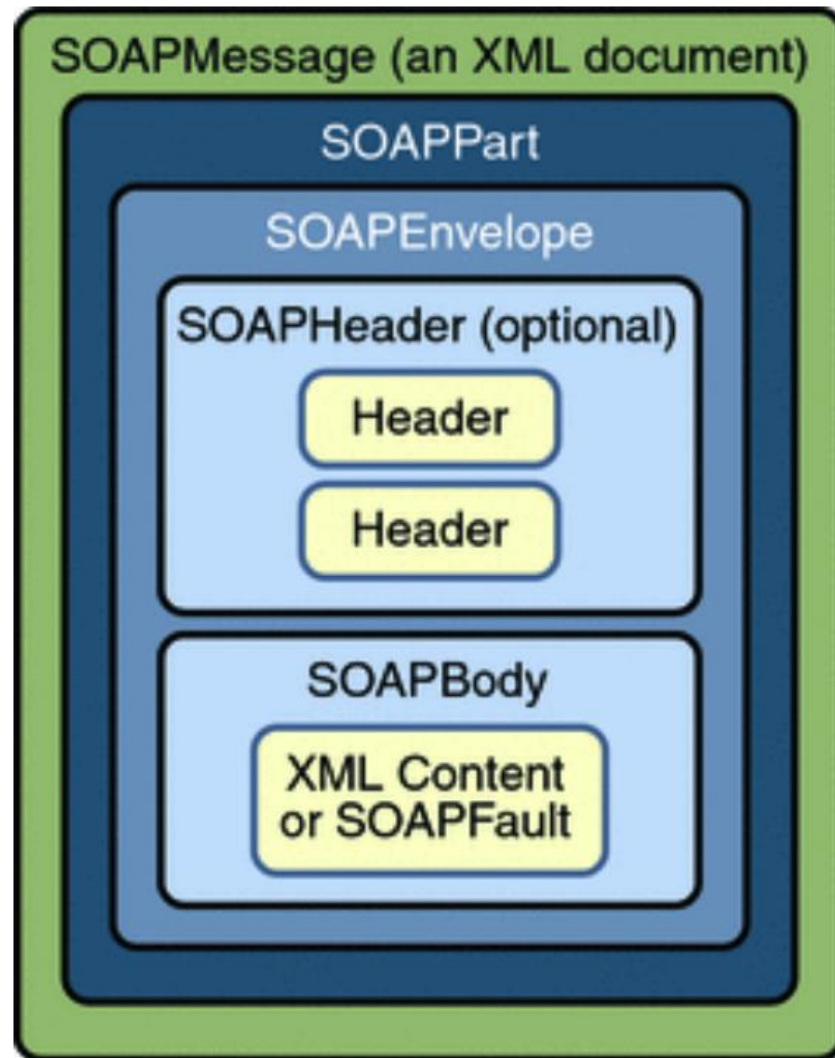 SOAPMessage (an XML document)
SOAPPart
SOAPEnvelope
SOAPHeader (optional)
Header
Header
SOAPBody
XML Content
or SOAPFault